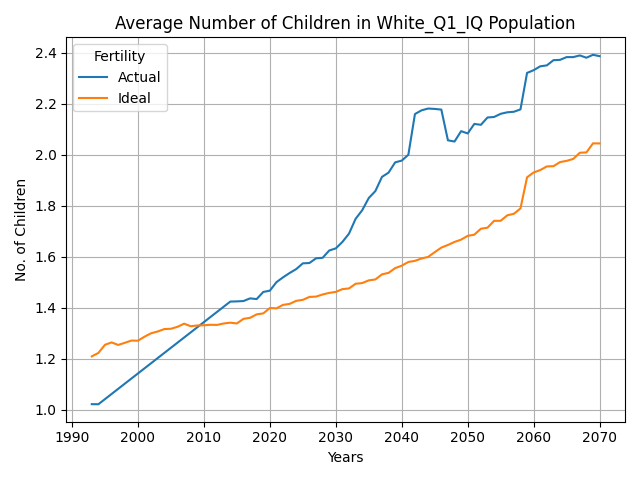 Average Number of Children in White_Q1_IQ Population
Fertility
Actual
Ideal
No. of Children
2.4
2.2
2.0
1.8
1.6
1.4
1.2
1.0
1990
2000
2010
2020
2030
2040
2050
2060
2070
Years